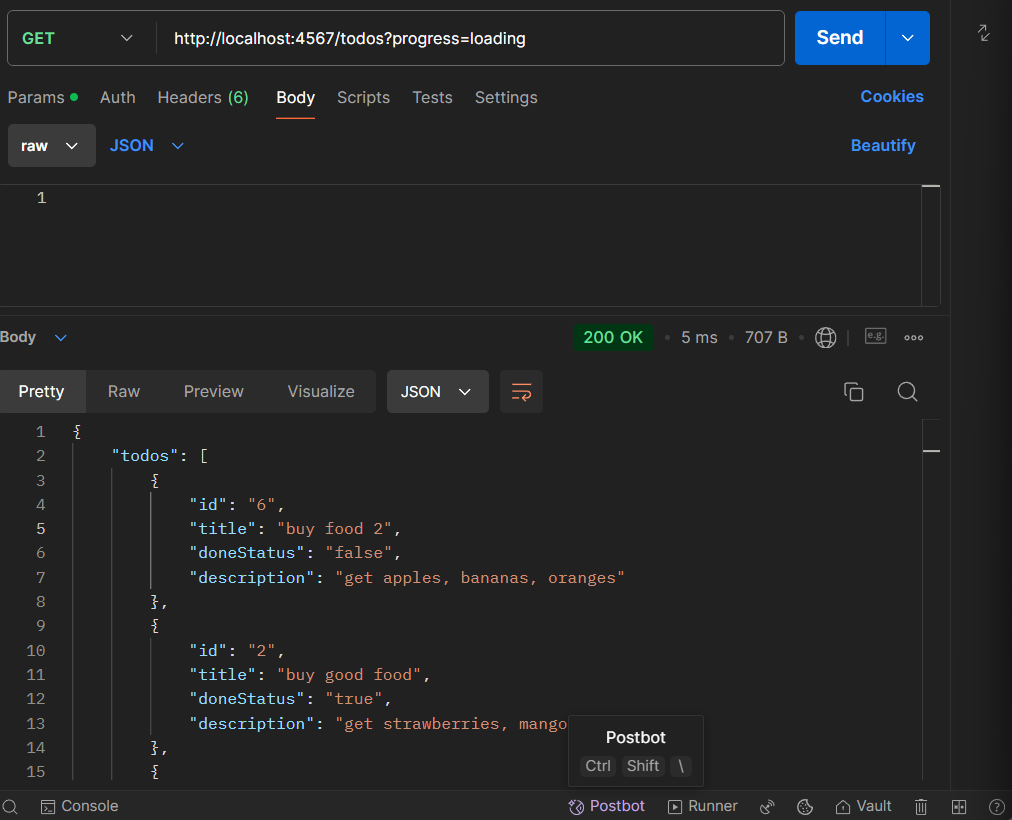 GET http://localhost:4567/todos?progress=loading Send
Params Auth Headers (6) Body Scripts Tests Settings Cookies
raw JSON Beautify
1
Body 200 OK 5 ms 707 B e.g.
Pretty Raw Preview Visualize JSON
1 {
2 "todos": [
3 {
4 "id": "6",
5 "title": "buy food 2",
6 "doneStatus": "false",
7 "description": "get apples, bananas, oranges"
8 },
9 {
10 "id": "2",
11 "title": "buy good food",
12 "doneStatus": "true",
13 "description": "get strawberries, mango
14 },
15 {
Postbot
Ctrl Shift \
Console Postbot Runner Vault ?